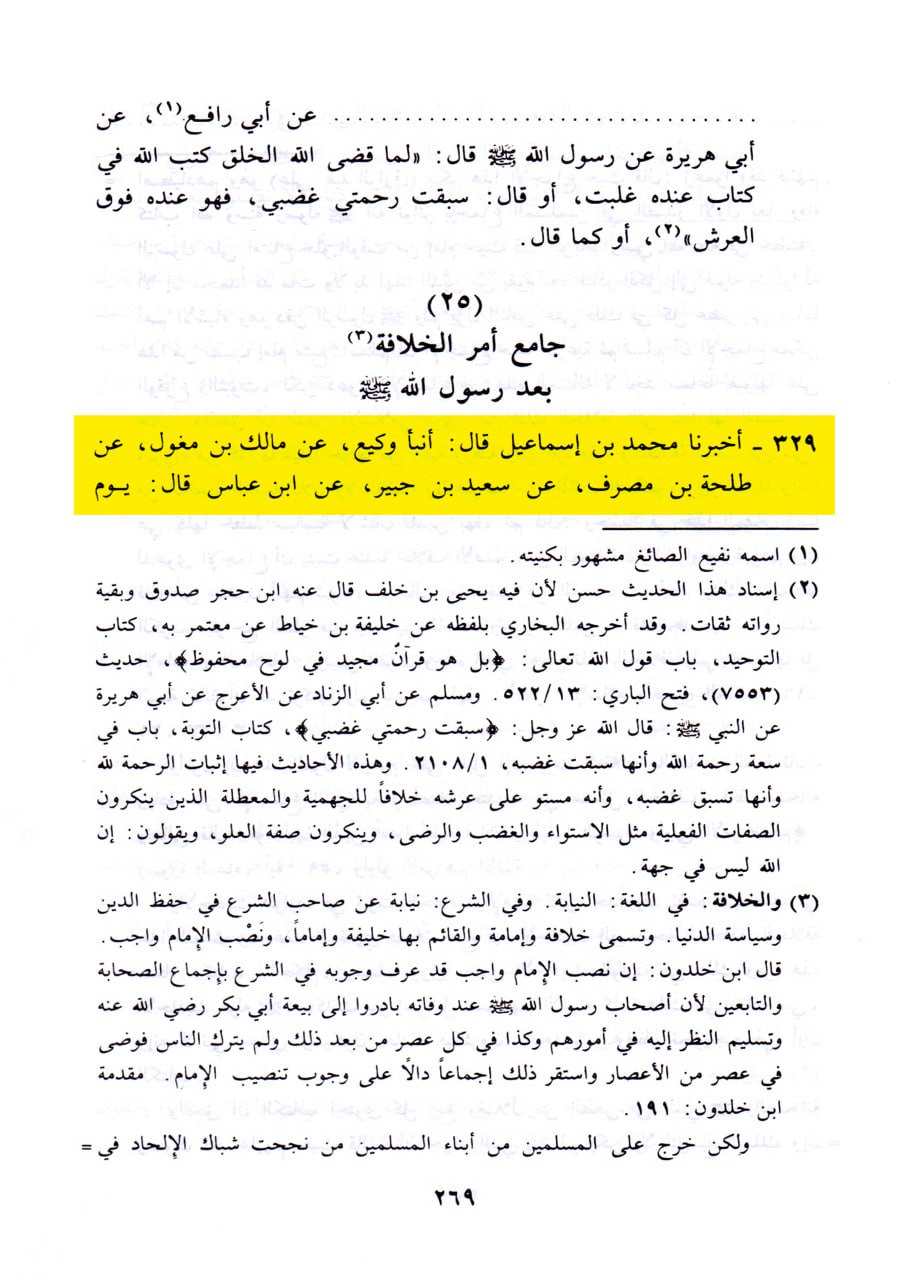 ................................ عن أبي رافع(١)، عن
أبي هريرة عن رسول الله ﷺ قال: «لما قضى الله الخلق كتب الله في
كتاب عنده غلبت، أو قال: سبقت رحمتي غضبي، فهو عنده فوق
العرش»(٢)، أو كما قال.
(٢٥)
جامع أمر الخلافة(٣)
بعد رسول الله ﷺ
٣٢٩ ـ أخبرنا محمد بن إسماعيل قال: أنبأ وكيع، عن مالك بن مغول، عن
طلحة بن مصرف، عن سعيد بن جبير، عن ابن عباس قال: يـوم
(١) اسمه نفيع الصائغ مشهور بكنيته.
(٢) إسناد هذا الحديث حسن لأن فيه يحيى بن خلف قال عنه ابن حجر صدوق وبقية
رواته ثقات. وقد أخرجه البخاري بلفظه عن خليفة بن خياط عن معتمر به، كتاب
التوحيد، باب قول الله تعالى: ﴿بل هو قرآنٌ مجيد في لوح محفوظ﴾، حديث
(٧٥٥٣)، فتح الباري: ٥٢٢/١٣. ومسلم عن أبي الزناد عن الأعرج عن أبي هريرة
عن النبي ﷺ: قال الله عز وجل: ﴿سبقت رحمتي غضبي﴾، كتاب التوبة، باب في
سعة رحمة الله وأنها سبقت غضبه، ٢١٠٨/١. وهذه الأحاديث فيها إثبات الرحمة لله
وأنها تسبق غضبه، وأنه مستو على عرشه خلافاً للجهمية والمعطلة الذين ينكرون
الصفات الفعلية مثل الاستواء والغضب والرضى، وينكرون صفة العلو، ويقولون: إن
الله ليس في جهة.
(٣) والخلافة: في اللغة: النيابة. وفي الشرع: نيابة عن صاحب الشرع في حفظ الدين
وسياسة الدنيا. وتسمى خلافة وإمامة والقائم بها خليفة وإماماً، ونَصْب الإمام واجب.
قال ابن خلدون: إن نصب الإمام واجب قد عرف وجوبه في الشرع بإجماع الصحابة
والتابعين لأن أصحاب رسول الله ﷺ عند وفاته بادروا إلى بيعة أبي بكر رضي الله عنه
وتسليم النظر إليه في أمورهم وكذا في كل عصر من بعد ذلك ولم يترك الناس فوضى
في عصر من الأعصار واستقر ذلك إجماعاً دالًا على وجوب تنصيب الإمام. مقدمة
ابن خلدون: ١٩١.
ولكن خرج على المسلمين من أبناء المسلمين من نجحت شباك الإلحاد في =
٢٦٩